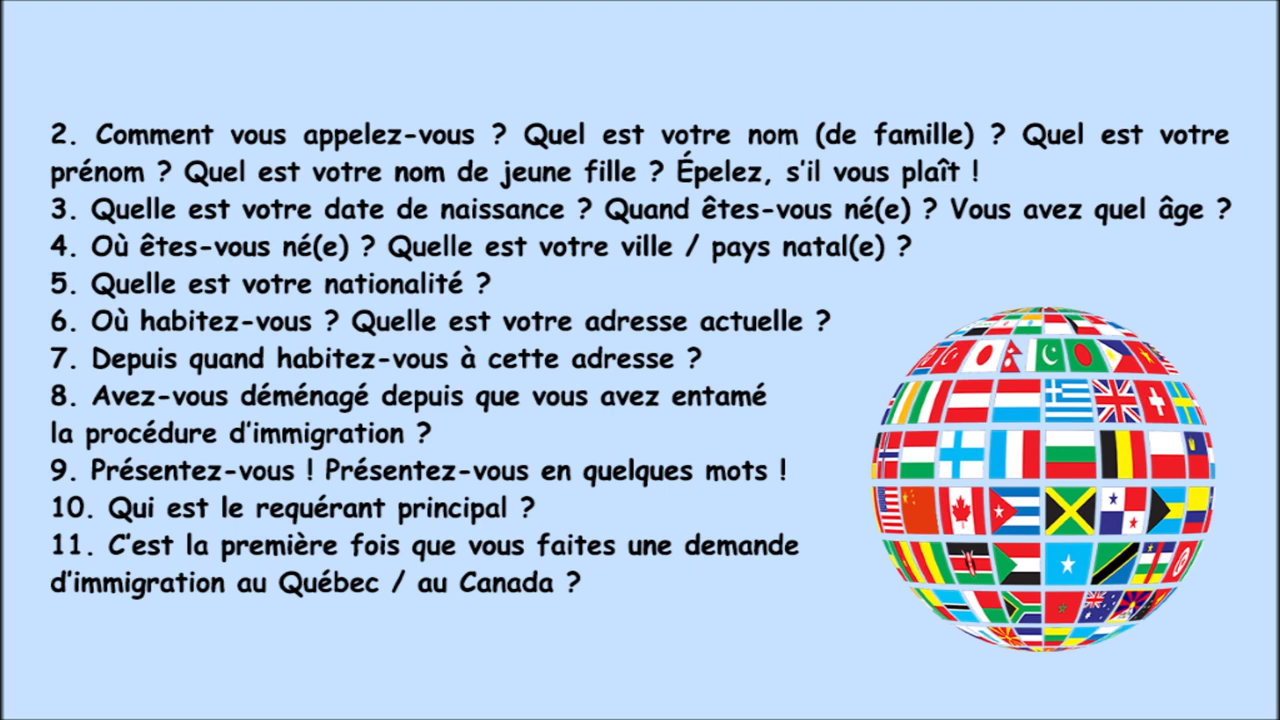 2. Comment vous appelez-vous ? Quel est votre nom (de famille) ? Quel est votre
prénom ? Quel est votre nom de jeune fille ? Épelez, s'il vous plaît !
3. Quelle est votre date de naissance ? Quand êtes-vous né(e) ? Vous avez quel âge ?
4. Où êtes-vous né(e) ? Quelle est votre ville / pays natal(e) ?
5. Quelle est votre nationalité ?
6. Où habitez-vous ? Quelle est votre adresse actuelle ?
7. Depuis quand habitez-vous à cette adresse ?
8. Avez-vous déménagé depuis que vous avez entamé
la procédure d'immigration ?
9. Présentez-vous ! Présentez-vous en quelques mots !
10. Qui est le requérant principal ?
11. C'est la première fois que vous faites une demande
d'immigration au Québec / au Canada ?